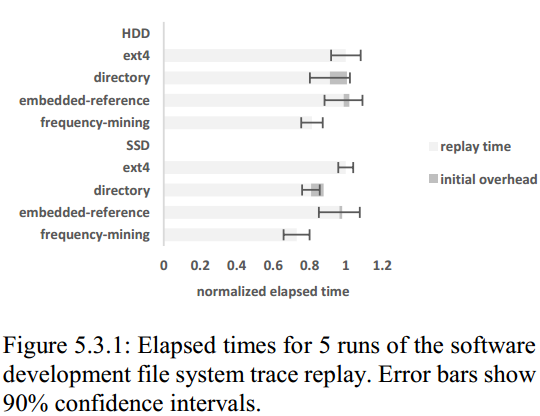 HDD
ext4
directory
embedded-reference
frequency-mining
SSD
ext4
directory
embedded-reference
frequency-mining
replay time
initial overhead
0 0.2 0.4 0.6 0.8 1 1.2
normalized elapsed time
Figure 5.3.1: Elapsed times for 5 runs of the software
development file system trace replay. Error bars show
90% confidence intervals.